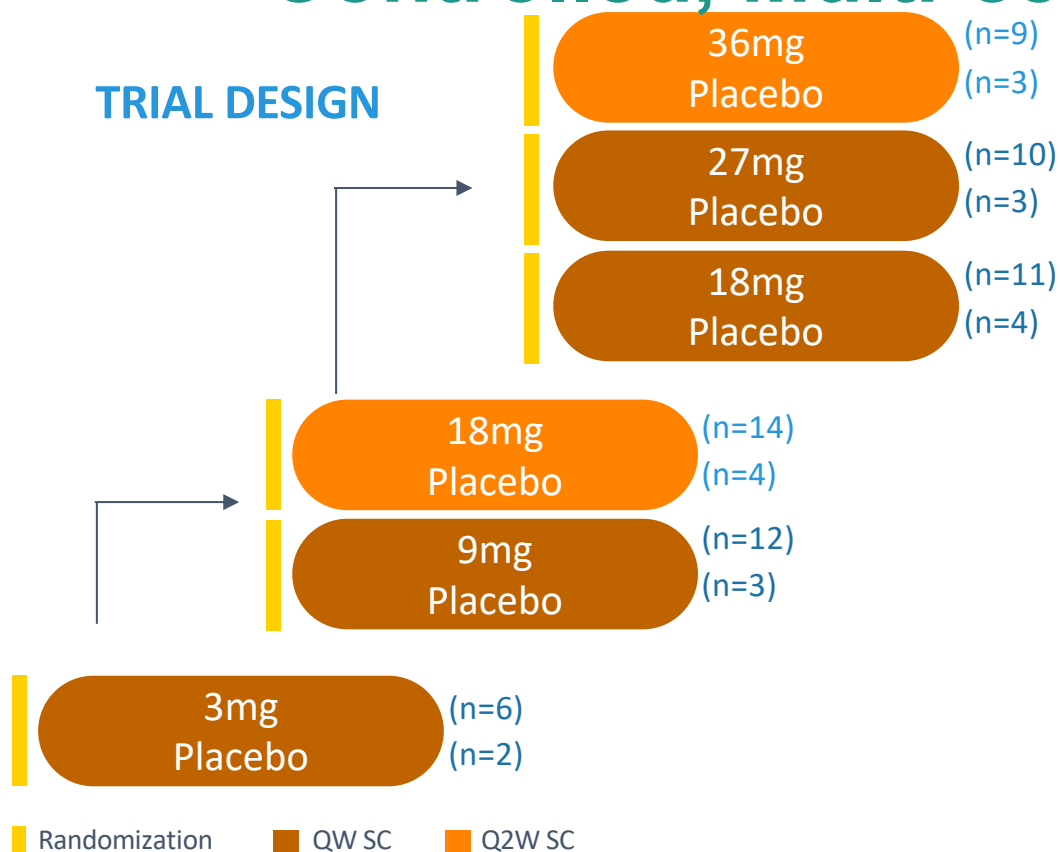 36mg
Placebo
(n=9)
(n=3)
TRIAL DESIGN
27mg
Placebo
(n=10)
(n=3)
18mg
Placebo
(n=11)
(n=4)
18mg
Placebo
(n=14)
(n=4)
9mg
Placebo
(n=12)
(n=3)
3mg
Placebo
(n=6)
(n=2)
Randomization
QW SC
Q2W SC